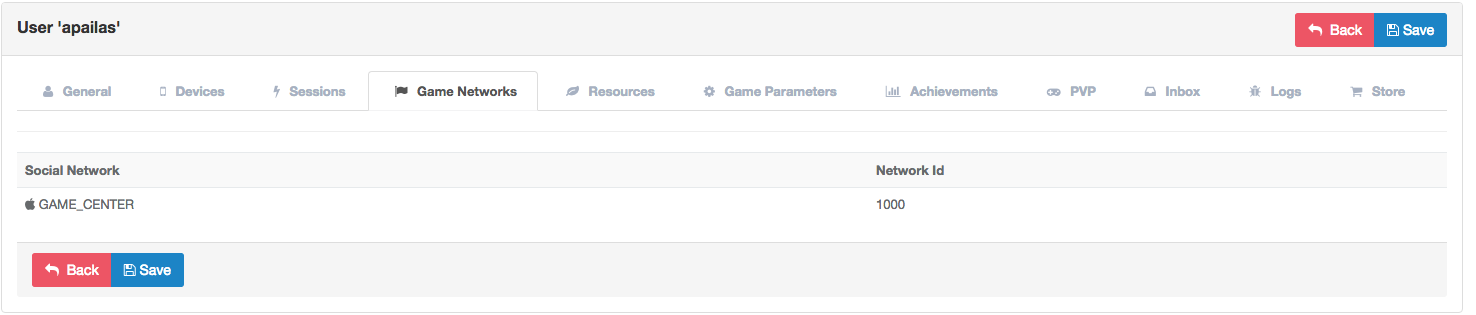 User 'apailas'
Back Save
General Devices Sessions Game Networks Resources Game Parameters Achievements PVP Inbox Logs Store
Social Network Network Id
GAME_CENTER 1000
Back Save